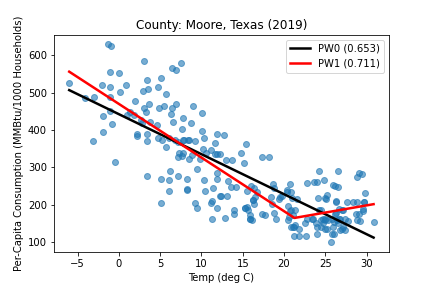 County: Moore, Texas (2019)
PW0 (0.653)
PW1 (0.711)
Per-Capita Consumption (MMBtu/1000 Households)
600
500
400
300
200
100
−5 0 5 10 15 20 25 30
Temp (deg C)